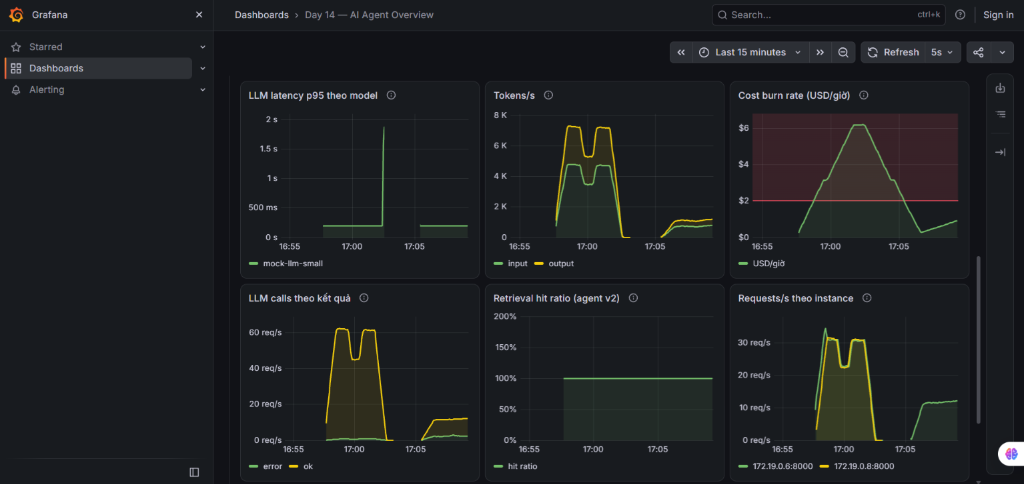 Grafana
Dashboards › Day 14 — AI Agent Overview
Search...
ctrl+k
Sign in
Starred
Dashboards
Alerting
Last 15 minutes
Refresh
5s
LLM latency p95 theo model
2 s
1.5 s
1 s
500 ms
0 s
16:55 17:00 17:05
mock-llm-small
Tokens/s
8 K
6 K
4 K
2 K
0
16:55 17:00 17:05
input output
Cost burn rate (USD/giờ)
$6
$4
$2
$0
16:55 17:00 17:05
USD/giờ
LLM calls theo kết quả
60 req/s
40 req/s
20 req/s
0 req/s
16:55 17:00 17:05
error ok
Retrieval hit ratio (agent v2)
200%
150%
100%
50%
0%
16:55 17:00 17:05
hit ratio
Requests/s theo instance
30 req/s
20 req/s
10 req/s
0 req/s
16:55 17:00 17:05
172.19.0.6:8000 172.19.0.8:8000